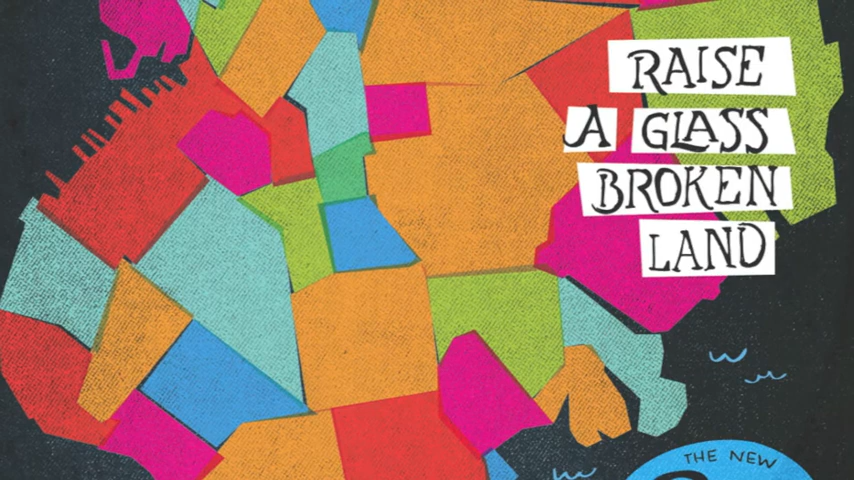 RAISE
A GLASS
BROKEN
LAND
THE NEW